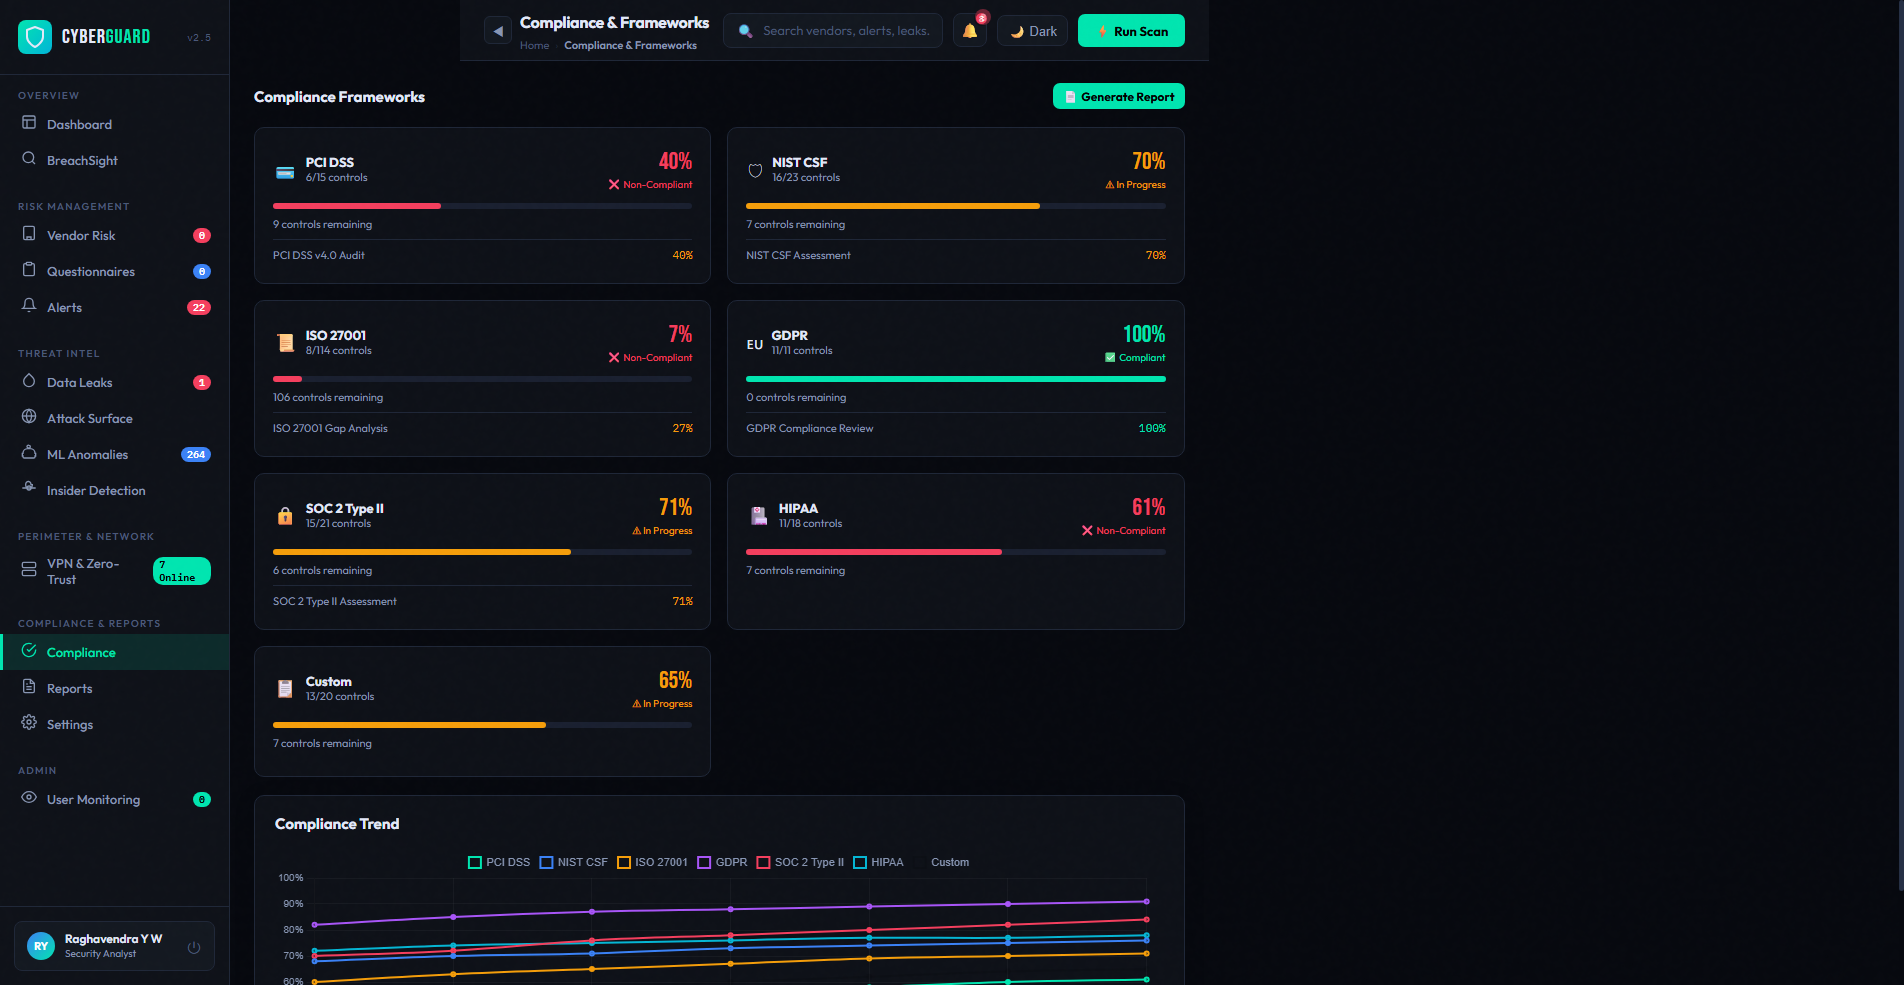 CYBERGUARD v2.5
OVERVIEW
Dashboard
BreachSight
RISK MANAGEMENT
Vendor Risk 0
Questionnaires 0
Alerts 22
THREAT INTEL
Data Leaks 1
Attack Surface
ML Anomalies 264
Insider Detection
PERIMETER & NETWORK
VPN & Zero-
Trust
7
Online
COMPLIANCE & REPORTS
Compliance
Reports
Settings
ADMIN
User Monitoring 0
RY
Raghavendra Y W
Security Analyst
Compliance & Frameworks
Home Compliance & Frameworks
Search vendors, alerts, leaks.
Dark
Run Scan
Compliance Frameworks
Generate Report
PCI DSS
6/15 controls
40%
Non-Compliant
9 controls remaining
PCI DSS v4.0 Audit 40%
NIST CSF
16/23 controls
70%
In Progress
7 controls remaining
NIST CSF Assessment 70%
ISO 27001
8/114 controls
7%
Non-Compliant
106 controls remaining
ISO 27001 Gap Analysis 27%
EU
GDPR
11/11 controls
100%
Compliant
0 controls remaining
GDPR Compliance Review 100%
SOC 2 Type II
15/21 controls
71%
In Progress
6 controls remaining
SOC 2 Type II Assessment 71%
HIPAA
11/18 controls
61%
Non-Compliant
7 controls remaining
Custom
13/20 controls
65%
In Progress
7 controls remaining
Compliance Trend
PCI DSS NIST CSF ISO 27001 GDPR SOC 2 Type II HIPAA Custom
100%
90%
80%
70%
60%